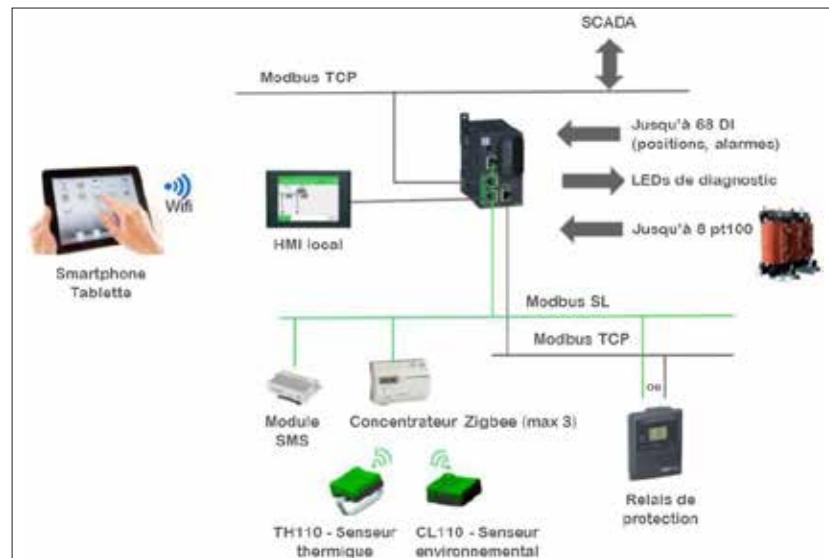 SCADA
Modbus TCP
Jusqu'à 68 DI
(positions, alarmes)
Wifi
LEDs de diagnostic
HMI local
Jusqu'à 8 pt100
Smartphone
Tablette
Modbus SL
Modbus TCP
OU
Module
SMS
Concentrateur Zigbee (max 3)
Relais de
protection
TH110 - Senseur
thermique
CL110 - Senseur
environnemental